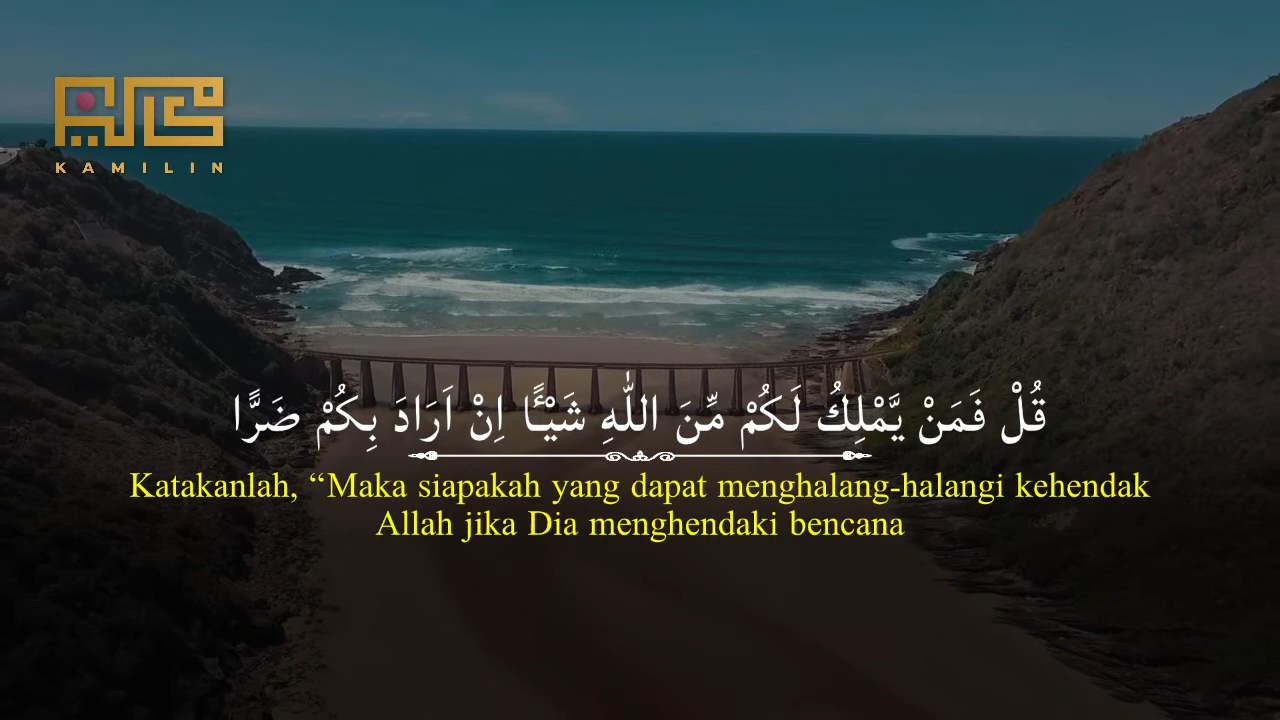 KAMILIN
قُلْ فَمَنْ يَّمْلِكُ لَكُمْ مِّنَ اللّٰهِ شَيْـًٔا اِنْ اَرَادَ بِكُمْ ضَرًّا
Katakanlah, “Maka siapakah yang dapat menghalang-halangi kehendak
Allah jika Dia menghendaki bencana